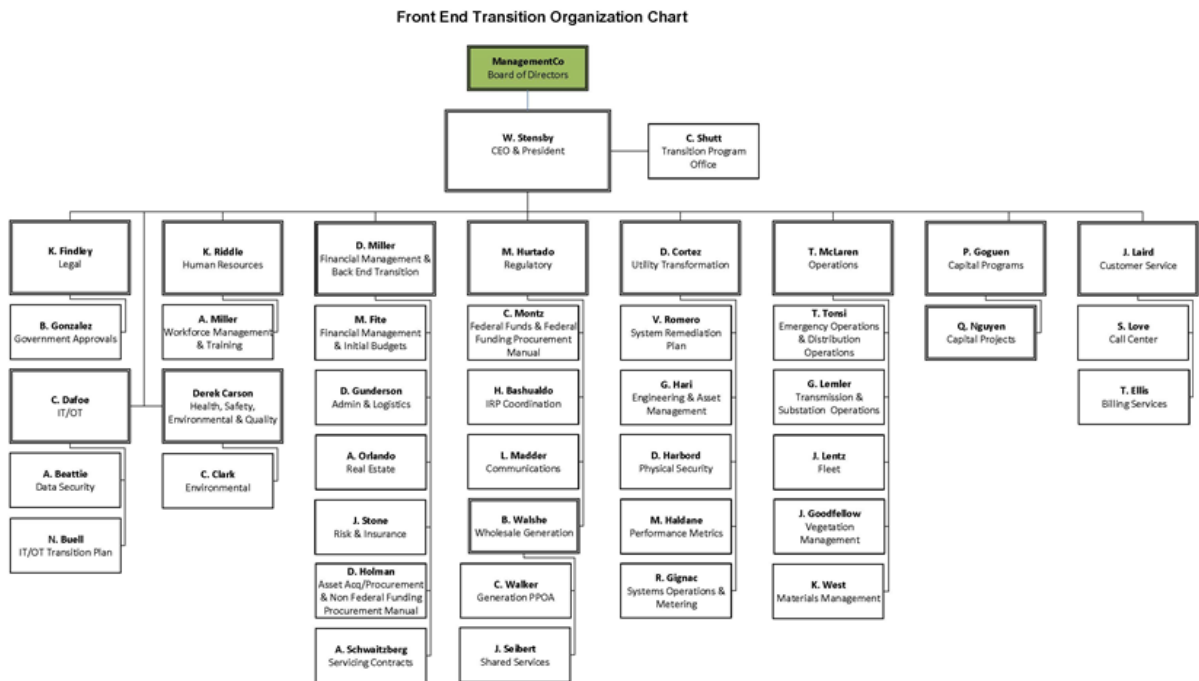 Front End Transition Organization Chart
ManagementCo
Board of Directors
W. Stensby
CEO & President
C. Shutt
Transition Program
Office
K. Findley
Legal
B. Gonzalez
Government Approvals
C. Dafoe
IT/OT
A. Beattie
Data Security
N. Buell
IT/OT Transition Plan
K. Riddle
Human Resources
A. Miller
Workforce Management
& Training
Derek Carson
Health, Safety,
Environmental & Quality
C. Clark
Environmental
D. Miller
Financial Management &
Back End Transition
M. Fite
Financial Management
& Initial Budgets
D. Gunderson
Admin & Logistics
A. Orlando
Real Estate
J. Stone
Risk & Insurance
D. Holman
Asset Acq/Procurement
& Non Federal Funding
Procurement Manual
A. Schwaitzberg
Servicing Contracts
M. Hurtado
Regulatory
C. Montz
Federal Funds & Federal
Funding Procurement
Manual
H. Bashualdo
IRP Coordination
L. Madder
Communications
B. Walshe
Wholesale Generation
C. Walker
Generation PPOA
J. Seibert
Shared Services
D. Cortez
Utility Transformation
V. Romero
System Remediation
Plan
G. Hari
Engineering & Asset
Management
D. Harbord
Physical Security
M. Haldane
Performance Metrics
R. Gignac
Systems Operations &
Metering
T. McLaren
Operations
T. Tonsi
Emergency Operations
& Distribution
Operations
G. Lemler
Transmission &
Substation Operations
J. Lentz
Fleet
J. Goodfellow
Vegetation
Management
K. West
Materials Management
P. Goguen
Capital Programs
Q. Nguyen
Capital Projects
J. Laird
Customer Service
S. Love
Call Center
T. Ellis
Billing Services